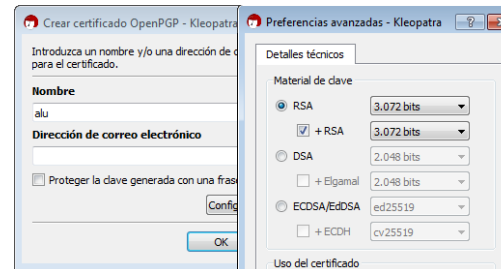 Crear certificado OpenPGP - Kleopatra
Introduzca un nombre y/o una dirección de
para el certificado.
Nombre
alu
Dirección de correo electrónico
Proteger la clave generada con una frase
Config
OK
Preferencias avanzadas - Kleopatra
Detalles técnicos
Material de clave
RSA 3.072 bits
+ RSA 3.072 bits
DSA 2.048 bits
+ Elgamal 2.048 bits
ECDSA/EdDSA ed25519
+ ECDH cv25519
Uso del certificado